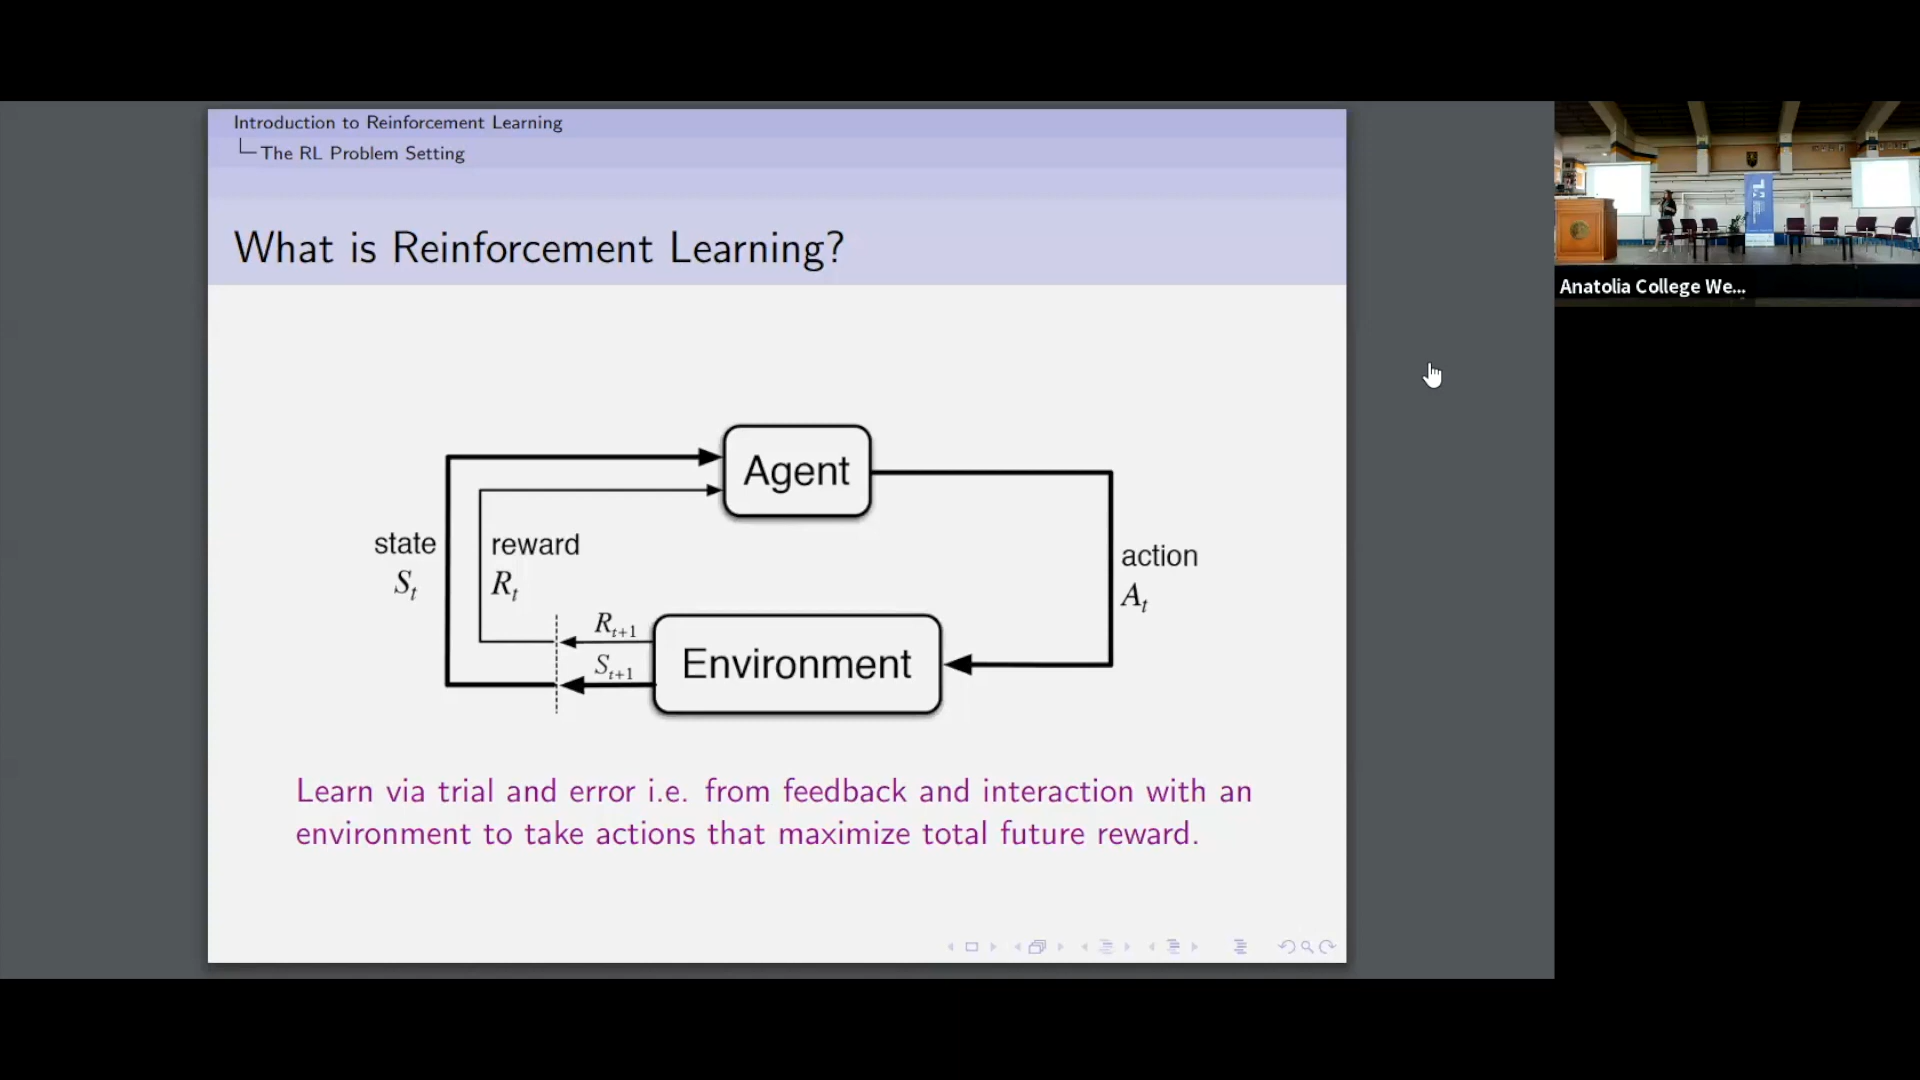 Introduction to Reinforcement Learning
The RL Problem Setting
What is Reinforcement Learning?
Agent
state
S_t
reward
R_t
action
A_t
R_{t+1}
S_{t+1}
Environment
Learn via trial and error i.e. from feedback and interaction with an
environment to take actions that maximize total future reward.
Anatolia College We...